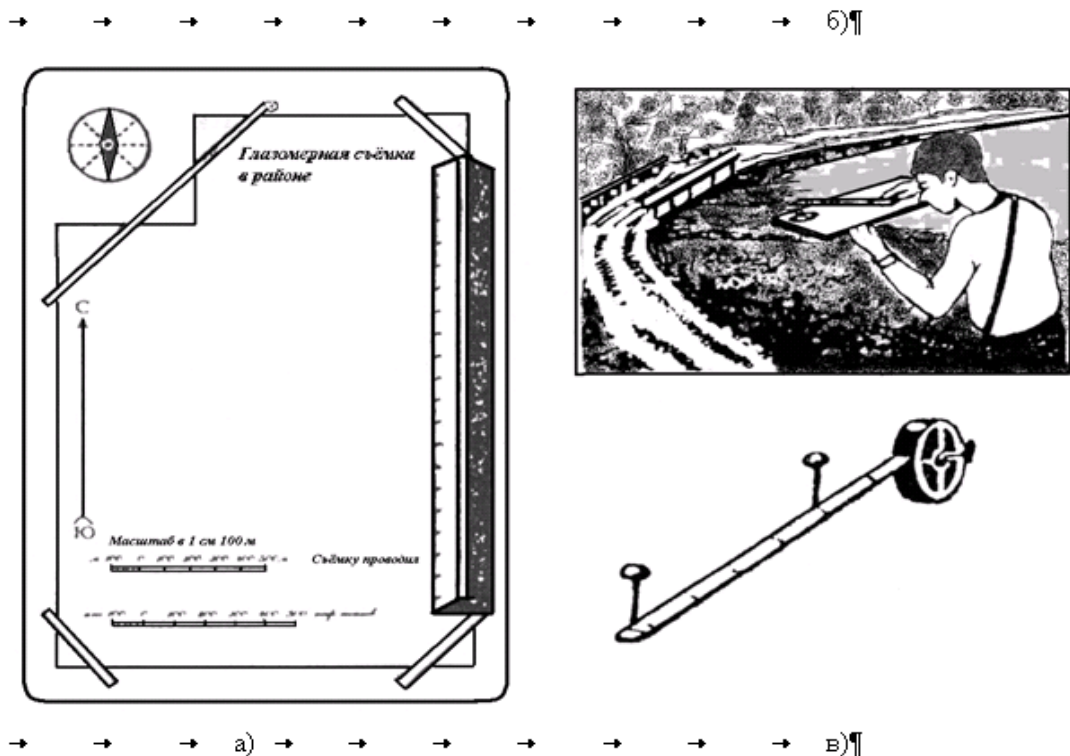 б)¶
Глазомерная съёмка
в районе
С
Ю
Масштаб в 1 см 100 м
Съёмку проводил
а)
в)¶